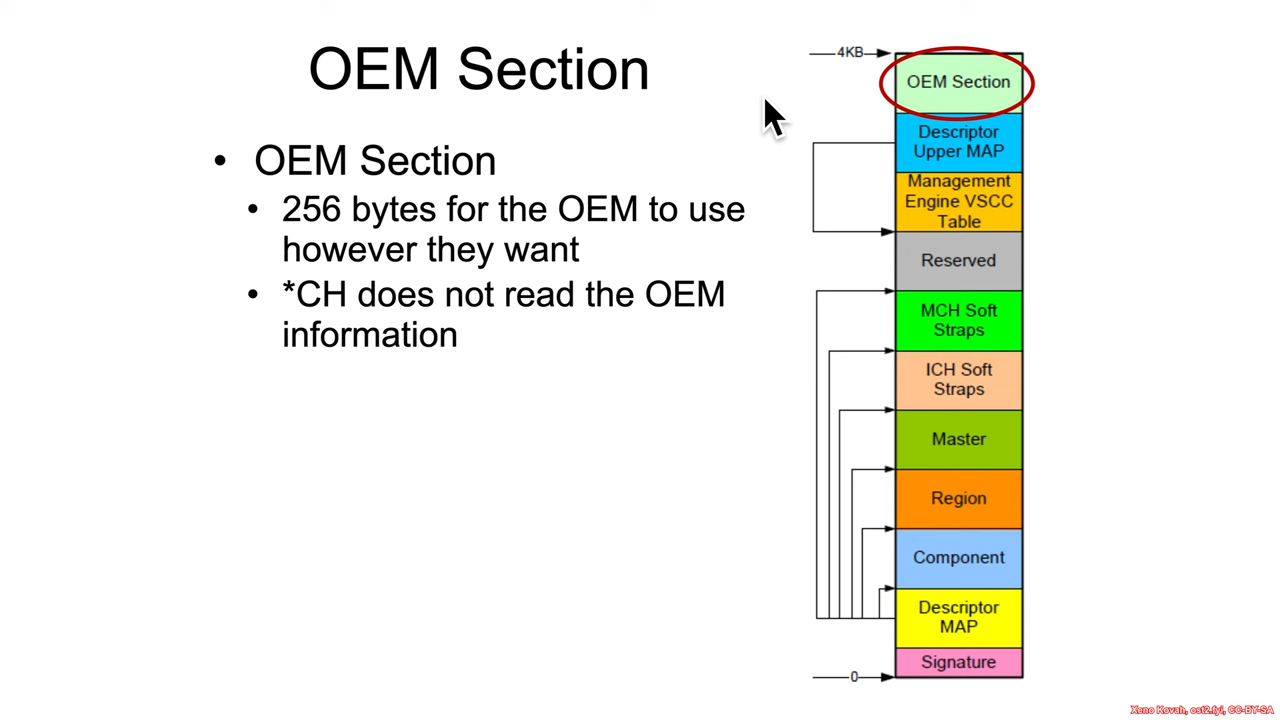 OEM Section
• OEM Section
• 256 bytes for the OEM to use
however they want
• *CH does not read the OEM
information
4KB
OEM Section
Descriptor
Upper MAP
Management
Engine VSCC
Table
Reserved
MCH Soft
Straps
ICH Soft
Straps
Master
Region
Component
Descriptor
MAP
Signature
0
Xeno Kovah, ost2.fyi, CC-BY-SA